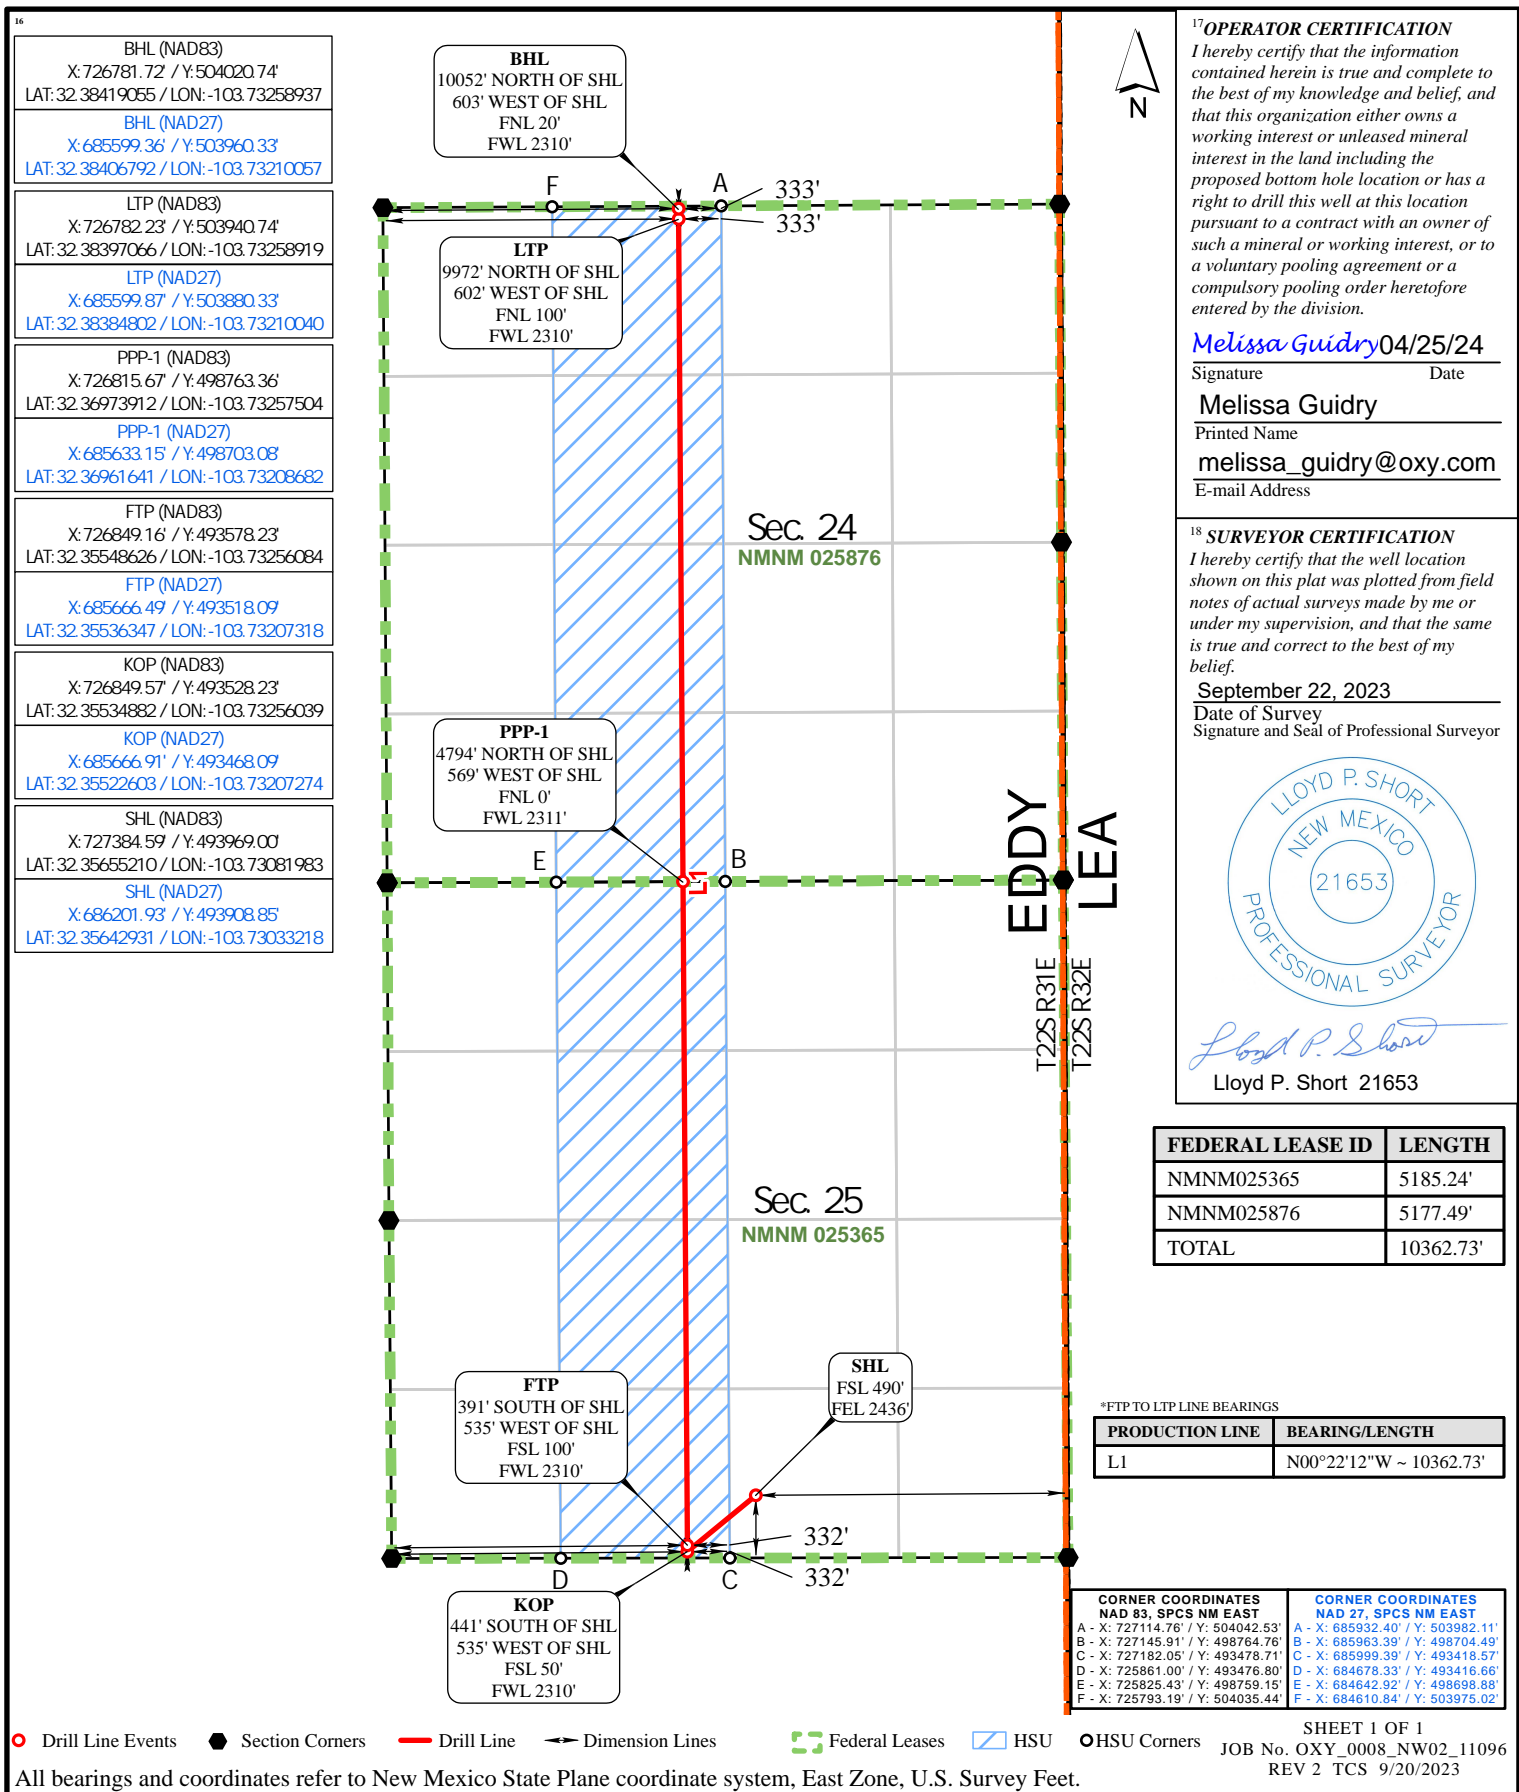 16
BHL (NAD83)
X:726781.72' / Y:504020.74'
LAT:32.38419055 / LON:-103.73258937
BHL (NAD27)
X:685599.36' / Y:503960.33'
LAT:32.38406792 / LON:-103.73210057
LTP (NAD83)
X:726782.23' / Y:503940.74'
LAT:32.38397066 / LON:-103.73258919
LTP (NAD27)
X:685599.87' / Y:503880.33'
LAT:32.38384802 / LON:-103.73210040
PPP-1 (NAD83)
X:726815.67' / Y:498763.36'
LAT:32.36973912 / LON:-103.73257504
PPP-1 (NAD27)
X:685633.15' / Y:498703.08'
LAT:32.36961641 / LON:-103.73208682
FTP (NAD83)
X:726849.16' / Y:493578.23'
LAT:32.35548626 / LON:-103.73256084
FTP (NAD27)
X:685666.49' / Y:493518.09'
LAT:32.35536347 / LON:-103.73207318
KOP (NAD83)
X:726849.57' / Y:493528.23'
LAT:32.35534882 / LON:-103.73256039
KOP (NAD27)
X:685666.91' / Y:493468.09'
LAT:32.35522603 / LON:-103.73207274
SHL (NAD83)
X:727384.59' / Y:493969.00'
LAT:32.35655210 / LON:-103.73081983
SHL (NAD27)
X:686201.93' / Y:493908.85'
LAT:32.35642931 / LON:-103.73033218
BHL
10052' NORTH OF SHL
603' WEST OF SHL
FNL 20'
FWL 2310'
N
F
A
333'
333'
LTP
9972' NORTH OF SHL
602' WEST OF SHL
FNL 100'
FWL 2310'
Sec. 24
NMNM 025876
PPP-1
4794' NORTH OF SHL
569' WEST OF SHL
FNL 0'
FWL 2311'
E
L1
B
EDDY
LEA
T22S R31E
T22S R32E
Sec. 25
NMNM 025365
FTP
391' SOUTH OF SHL
535' WEST OF SHL
FSL 100'
FWL 2310'
SHL
FSL 490'
FEL 2436'
332'
332'
D
C
KOP
441' SOUTH OF SHL
535' WEST OF SHL
FSL 50'
FWL 2310'
17 OPERATOR CERTIFICATION
I hereby certify that the information
contained herein is true and complete to
the best of my knowledge and belief, and
that this organization either owns a
working interest or unleased mineral
interest in the land including the
proposed bottom hole location or has a
right to drill this well at this location
pursuant to a contract with an owner of
such a mineral or working interest, or to
a voluntary pooling agreement or a
compulsory pooling order heretofore
entered by the division.
Melissa Guidry 04/25/24
Signature Date
Melissa Guidry
Printed Name
melissa_guidry@oxy.com
E-mail Address
18 SURVEYOR CERTIFICATION
I hereby certify that the well location
shown on this plat was plotted from field
notes of actual surveys made by me or
under my supervision, and that the same
is true and correct to the best of my
belief.
September 22, 2023
Date of Survey
Signature and Seal of Professional Surveyor
LLOYD P. SHORT
NEW MEXICO
21653
PROFESSIONAL SURVEYOR
Lloyd P. Short
Lloyd P. Short 21653
FEDERAL LEASE ID LENGTH
NMNM025365 5185.24'
NMNM025876 5177.49'
TOTAL 10362.73'
*FTP TO LTP LINE BEARINGS
PRODUCTION LINE BEARING/LENGTH
L1 N00°22'12"W ~ 10362.73'
CORNER COORDINATES
NAD 83, SPCS NM EAST
A - X: 727114.76' / Y: 504042.53'
B - X: 727145.91' / Y: 498764.76'
C - X: 727182.05' / Y: 493478.71'
D - X: 725861.00' / Y: 493476.80'
E - X: 725825.43' / Y: 498759.15'
F - X: 725793.19' / Y: 504035.44'
CORNER COORDINATES
NAD 27, SPCS NM EAST
A - X: 685932.40' / Y: 503982.11'
B - X: 685963.39' / Y: 498704.49'
C - X: 685999.39' / Y: 493418.57'
D - X: 684678.33' / Y: 493416.66'
E - X: 684642.92' / Y: 498698.88'
F - X: 684610.84' / Y: 503975.02'
Drill Line Events Section Corners Drill Line Dimension Lines Federal Leases HSU HSU Corners
SHEET 1 OF 1
JOB No. OXY_0008_NW02_11096
REV 2 TCS 9/20/2023
All bearings and coordinates refer to New Mexico State Plane coordinate system, East Zone, U.S. Survey Feet.